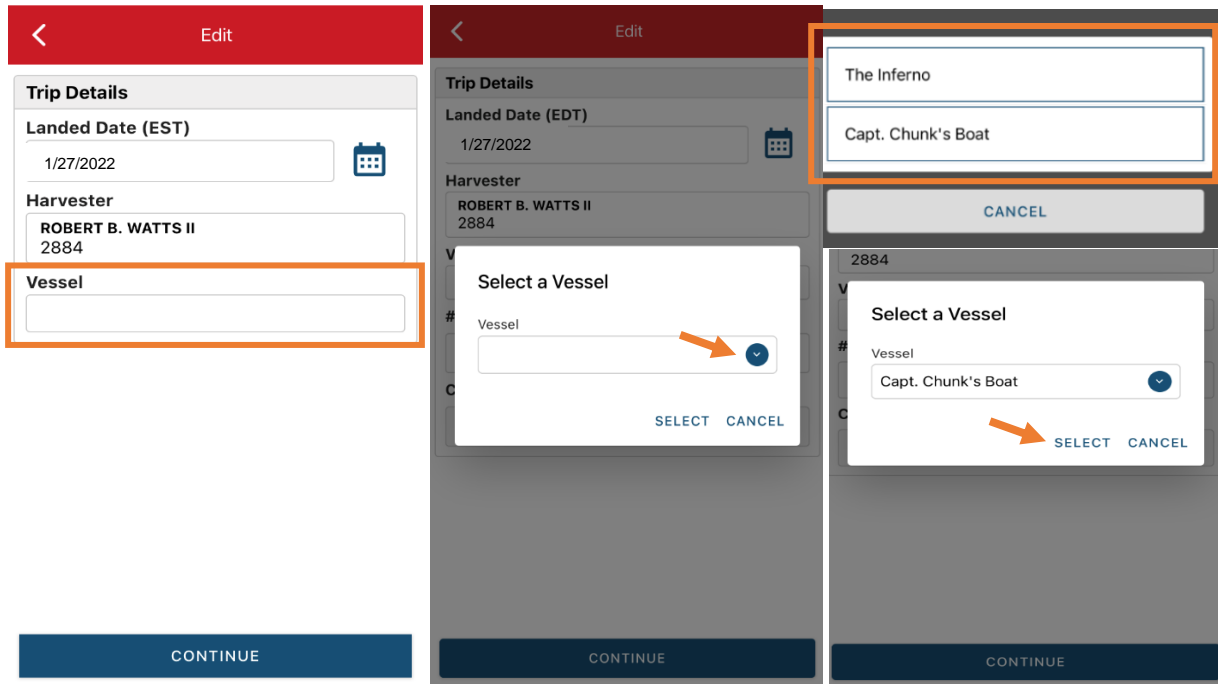 Edit
Trip Details
Landed Date (EST)
1/27/2022
Harvester
ROBERT B. WATTS II
2884
Vessel
CONTINUE
Edit
Trip Details
Landed Date (EDT)
1/27/2022
Harvester
ROBERT B. WATTS II
2884
V
Select a Vessel
#
Vessel
C
SELECT CANCEL
CONTINUE
The Inferno
Capt. Chunk's Boat
CANCEL
2884
V
Select a Vessel
#
Vessel
Capt. Chunk's Boat
C
SELECT CANCEL
CONTINUE